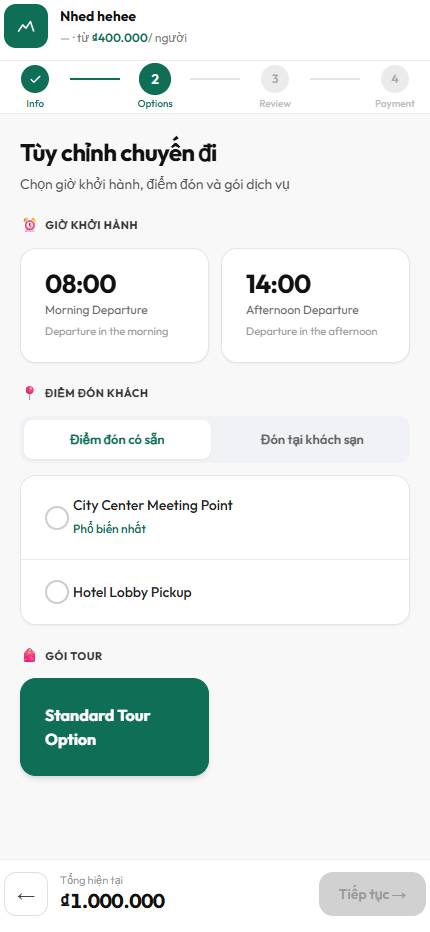 Nhed hehee
— · từ ₫400.000/ người
2 3 4
Info Options Review Payment
Tùy chỉnh chuyến đi
Chọn giờ khởi hành, điểm đón và gói dịch vụ
GIỜ KHỞI HÀNH
08:00
Morning Departure
Departure in the morning
14:00
Afternoon Departure
Departure in the afternoon
ĐIỂM ĐÓN KHÁCH
Điểm đón có sẵn
Đón tại khách sạn
City Center Meeting Point
Phổ biến nhất
Hotel Lobby Pickup
GÓI TOUR
Standard Tour
Option
Tổng hiện tại
₫1.000.000
Tiếp tục →